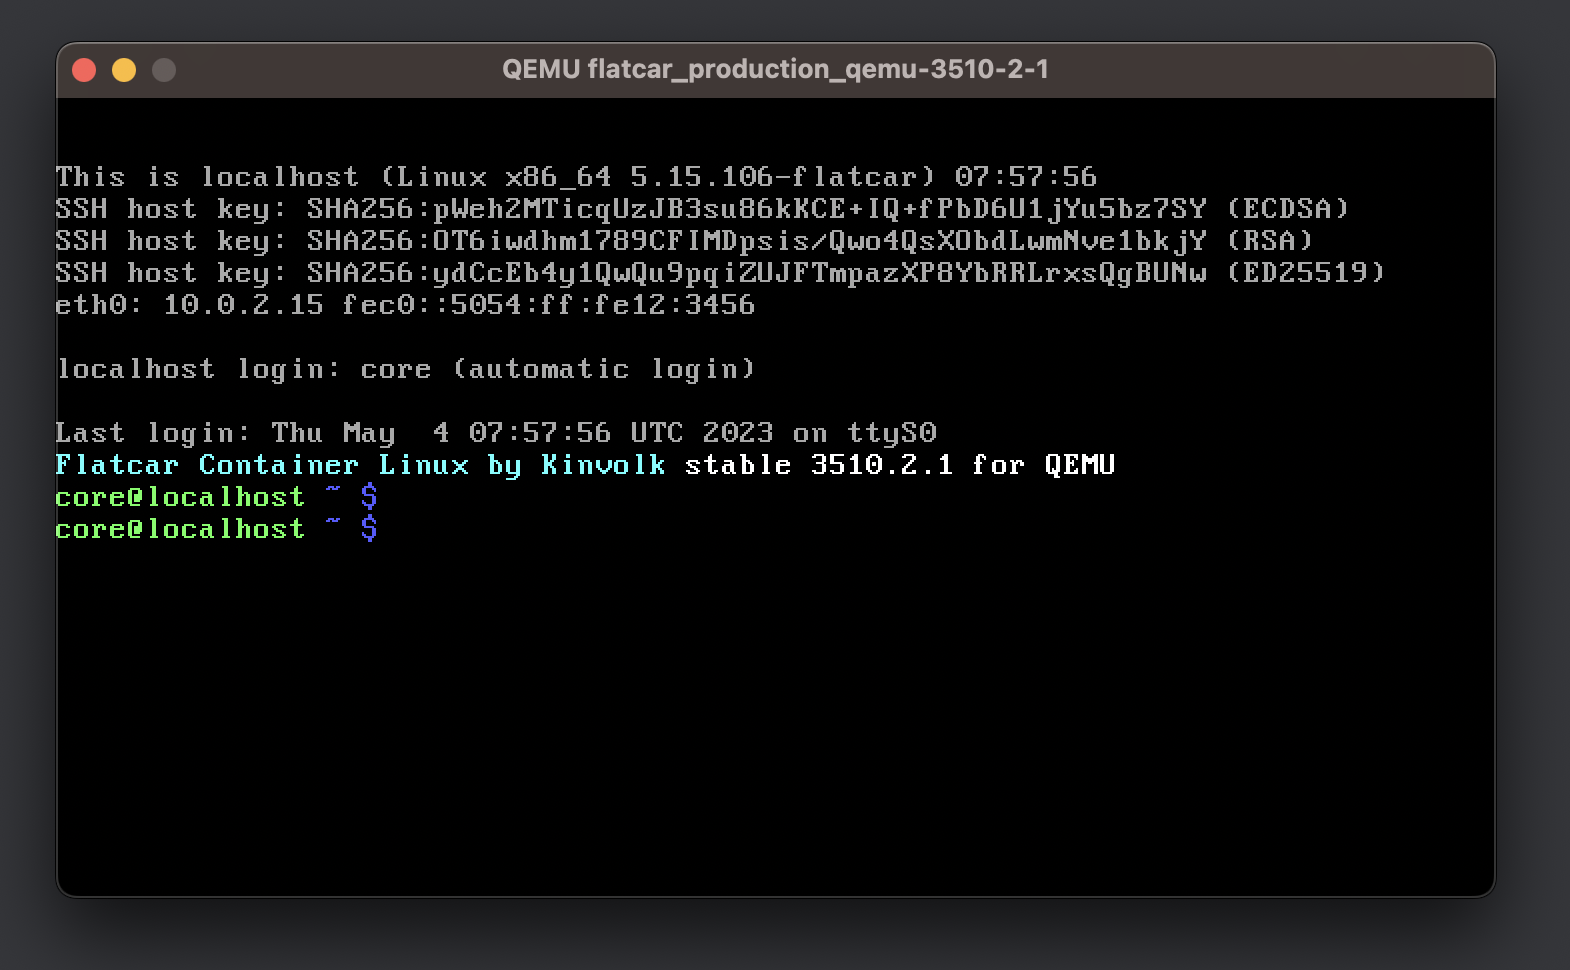 QEMU flatcar_production_qemu-3510-2-1
This is localhost (Linux x86_64 5.15.106-flatcar) 07:57:56
SSH host key: SHA256:pWeh2MTicqUzJB3su86kKCE+IQ+fPbD6U1jYu5bz7SY (ECDSA)
SSH host key: SHA256:OT6iwdhm1789CFIMDpsis/Qwo4QsXObdLwmNve1bkjY (RSA)
SSH host key: SHA256:ydCcEb4y1QwQu9pqiZUJFTmpazXP8YbRRLrxsQgBUNw (ED25519)
eth0: 10.0.2.15 fec0::5054:ff:fe12:3456
localhost login: core (automatic login)
Last login: Thu May  4 07:57:56 UTC 2023 on ttyS0
Flatcar Container Linux by Kinvolk stable 3510.2.1 for QEMU
core@localhost ~ $
core@localhost ~ $